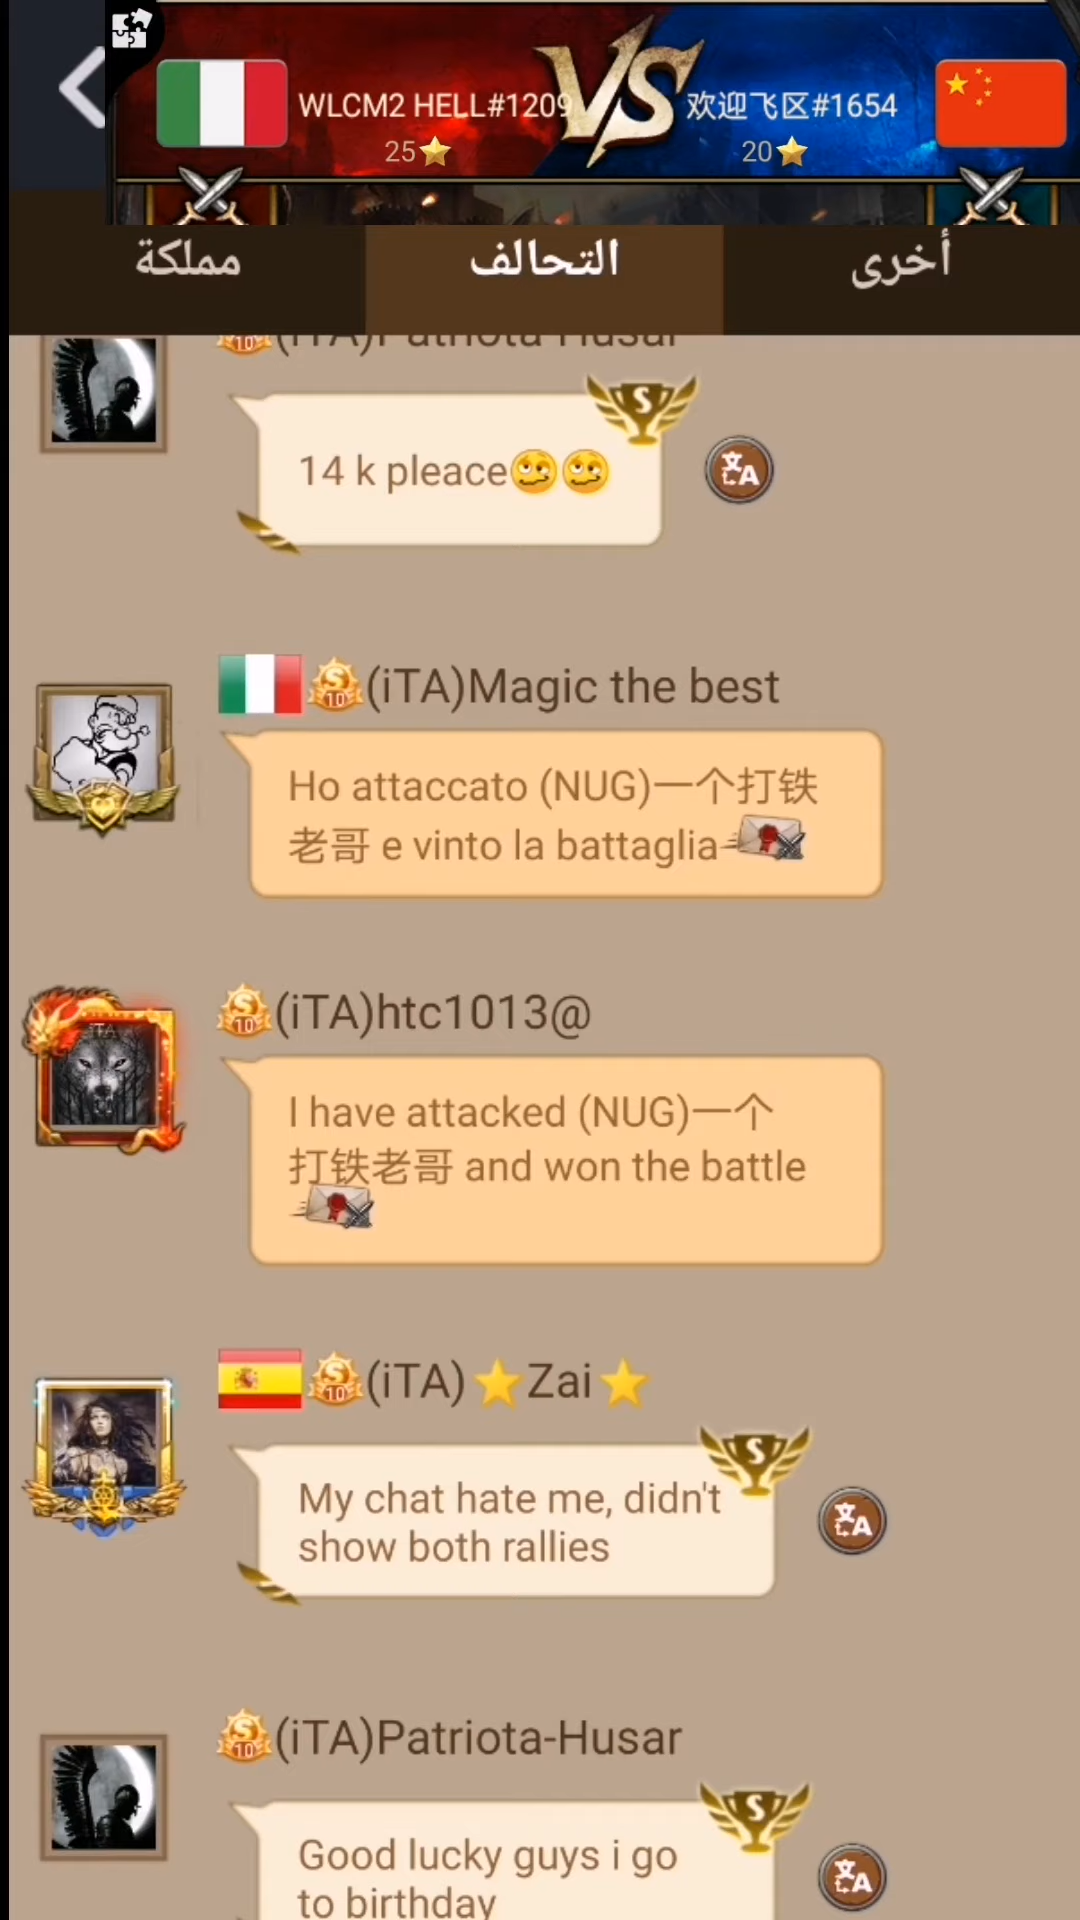 WLCM2 HELL#1209
VS
欢迎飞区#1654
25
20
مملكة
التحالف
أخرى
(iTA)Patriota-Husar
14 k pleace
(iTA)Magic the best
Ho attaccato (NUG)一个打铁
老哥 e vinto la battaglia
(iTA)htc1013@
I have attacked (NUG)一个
打铁老哥 and won the battle
(iTA)⭐Zai⭐
My chat hate me, didn't
show both rallies
(iTA)Patriota-Husar
Good lucky guys i go
to birthday